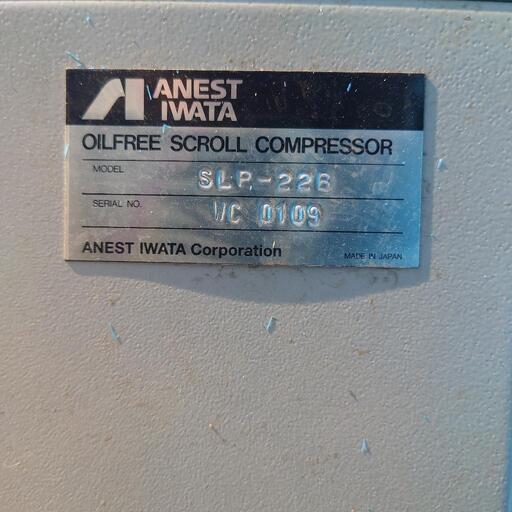 ANEST
IWATA
OILFREE SCROLL COMPRESSOR
MODEL SLP-22B
SERIAL NO. VC 0109
ANEST IWATA Corporation MADE IN JAPAN